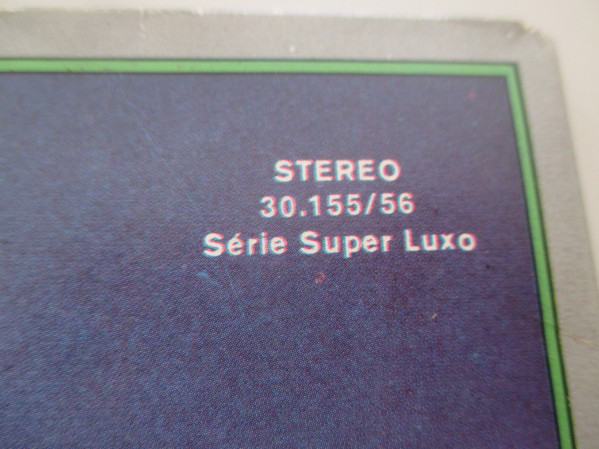 STEREO
30.155/56
Série Super Luxo